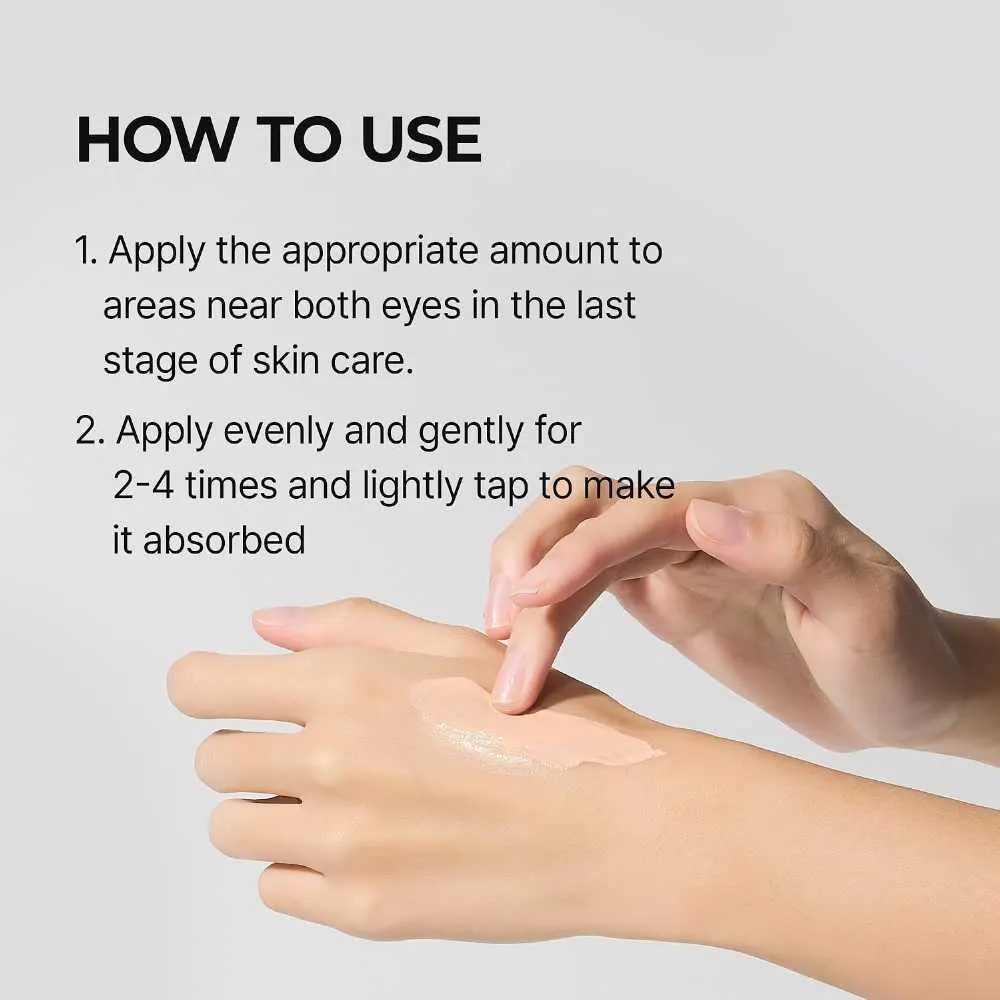 HOW TO USE
1. Apply the appropriate amount to
areas near both eyes in the last
stage of skin care.
2. Apply evenly and gently for
2-4 times and lightly tap to make
it absorbed